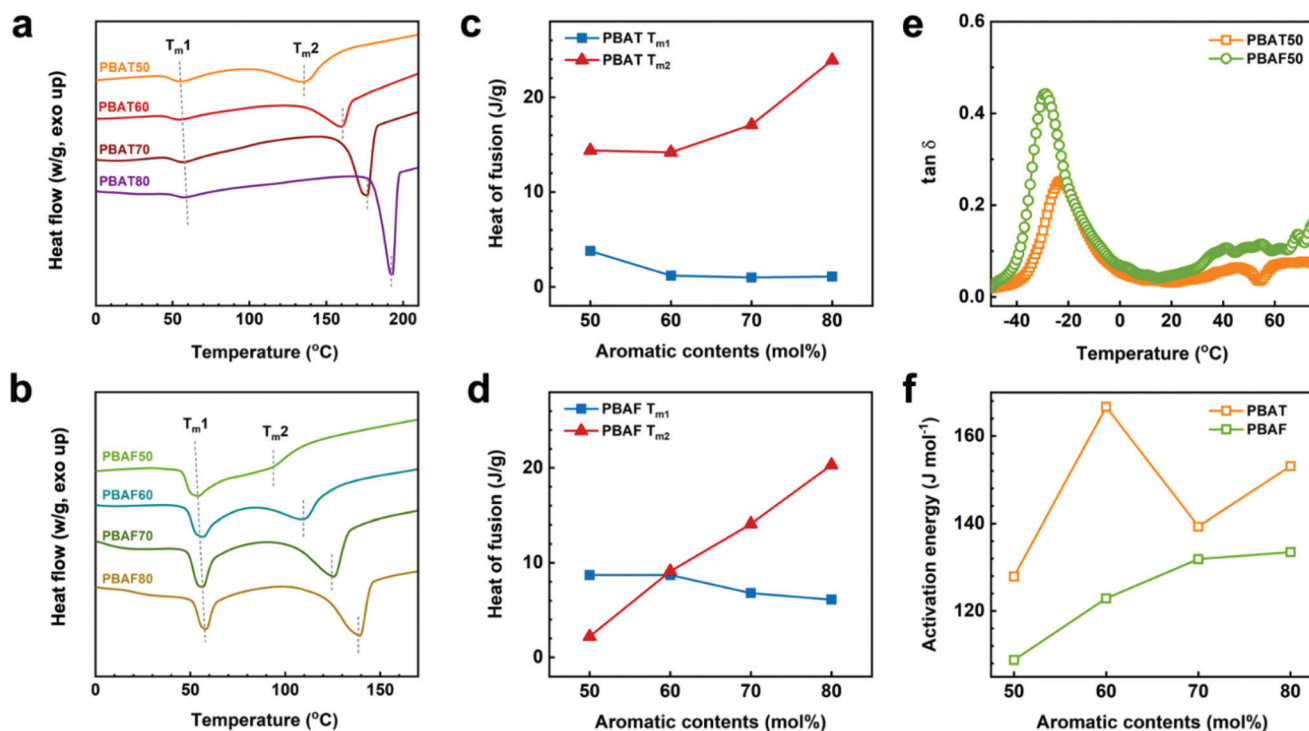 a
Tm1
Tm2
PBAT50
PBAT60
PBAT70
PBAT80
Heat flow (w/g, exo up)
0 50 100 150 200
Temperature (°C)
b
Tm1
Tm2
PBAF50
PBAF60
PBAF70
PBAF80
Heat flow (w/g, exo up)
0 50 100 150
Temperature (°C)
c
PBAT Tm1
PBAT Tm2
Heat of fusion (J/g)
20
10
0
50 60 70 80
Aromatic contents (mol%)
d
PBAF Tm1
PBAF Tm2
Heat of fusion (J/g)
20
10
0
50 60 70 80
Aromatic contents (mol%)
e
PBAT50
PBAF50
tan δ
0.6
0.4
0.2
0.0
-40 -20 0 20 40 60
Temperature (°C)
f
PBAT
PBAF
Activation energy (J mol⁻¹)
160
140
120
50 60 70 80
Aromatic contents (mol%)